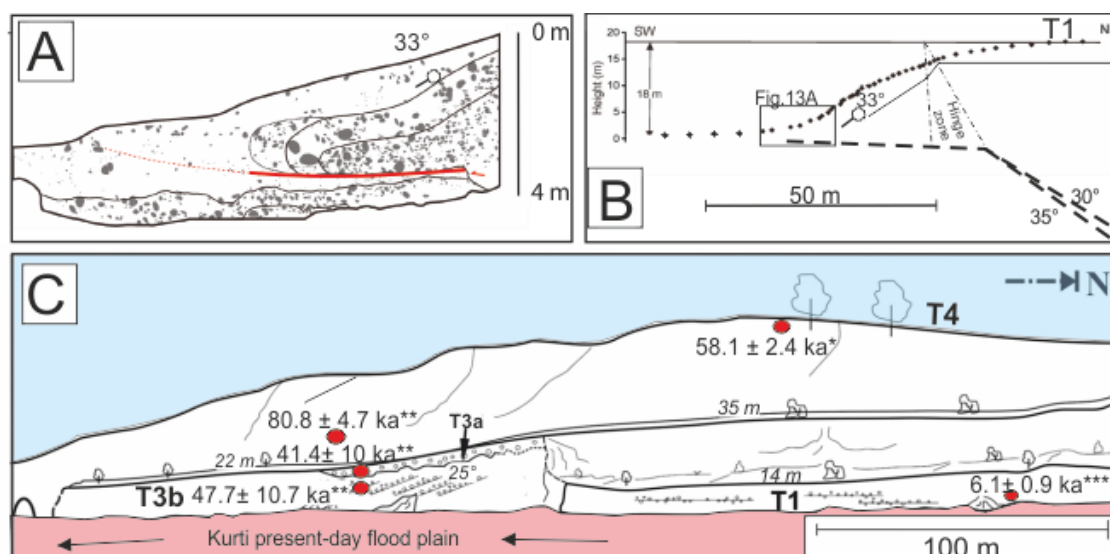 A
33°
0 m
4 m
B
SW
T1
N
20
15
10
5
0
Height (m)
18 m
Fig.13A
33°
Hinge
zone
50 m
30°
35°
C
N
T4
58.1 ± 2.4 ka*
80.8 ± 4.7 ka**
T3a
35 m
41.4± 10 ka**
22 m
25°
14 m
T3b
47.7± 10.7 ka**
T1
6.1± 0.9 ka***
Kurti present-day flood plain
100 m